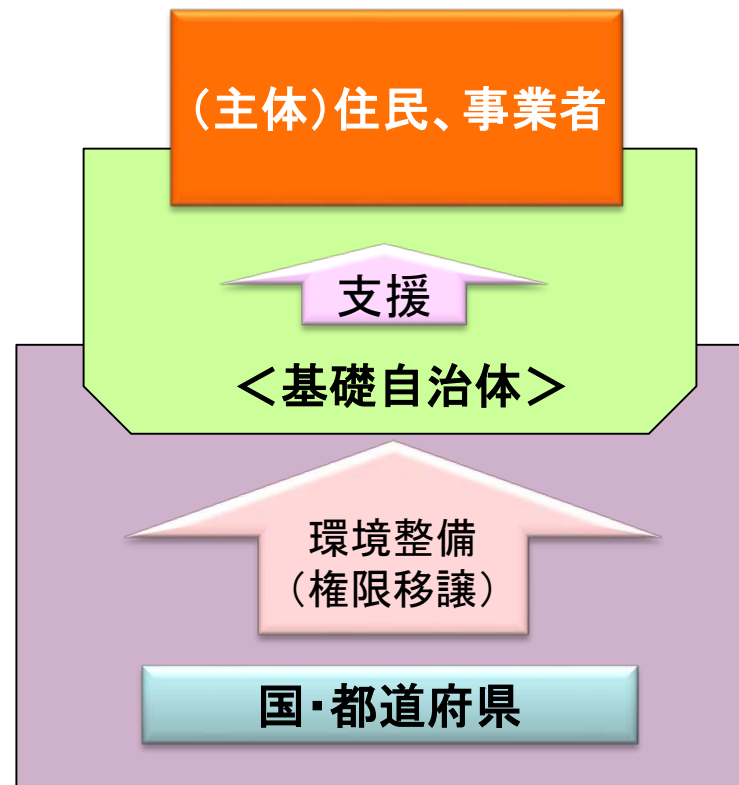 （主体）住民、事業者
支援
＜基礎自治体＞
環境整備
（権限移譲）
国・都道府県